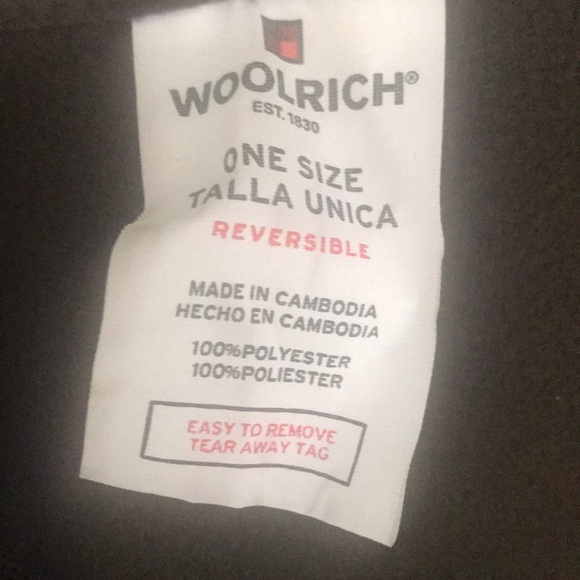 WOOLRICH®
EST. 1830
ONE SIZE
TALLA UNICA
REVERSIBLE
MADE IN CAMBODIA
HECHO EN CAMBODIA
100%POLYESTER
100%POLIESTER
EASY TO REMOVE
TEAR AWAY TAG